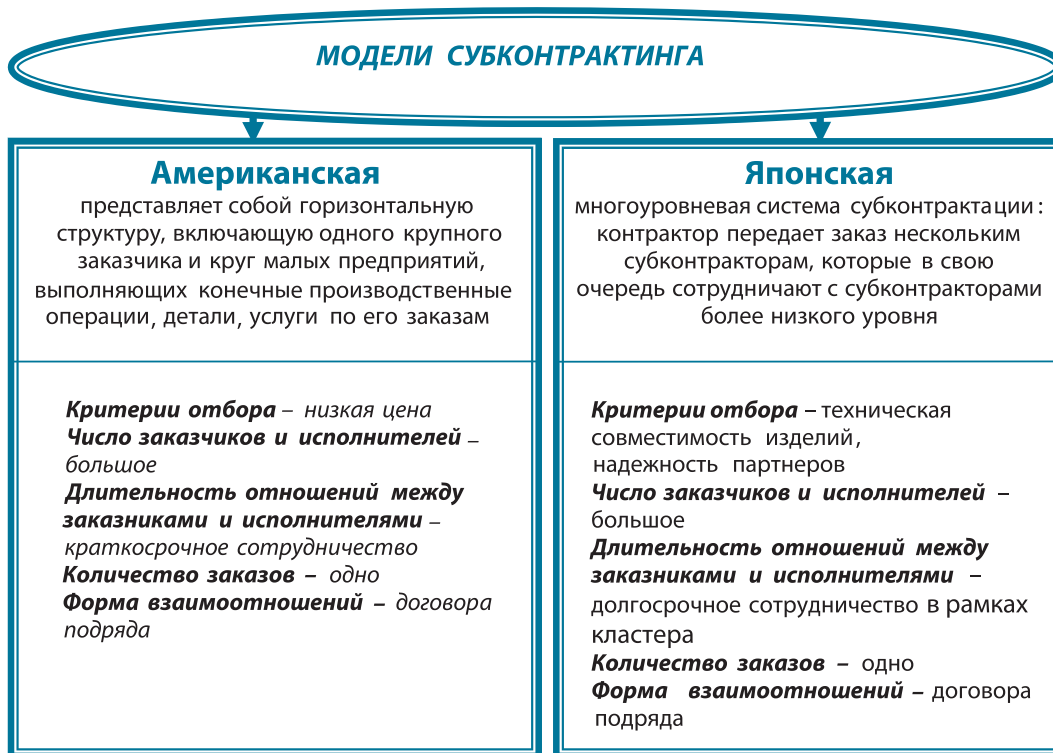 МОДЕЛИ СУБКОНТРАКТИНГА
Американская
представляет собой горизонтальную
структуру, включающую одного крупного
заказчика и круг малых предприятий,
выполняющих конечные производственные
операции, детали, услуги по его заказам
Критерии отбора – низкая цена
Число заказчиков и исполнителей –
большое
Длительность отношений между
заказниками и исполнителями –
краткосрочное сотрудничество
Количество заказов – одно
Форма взаимоотношений – договора
подряда
Японская
многоуровневая система субконтрактации:
контрактор передает заказ нескольким
субконтракторам, которые в свою
очередь сотрудничают с субконтракторами
более низкого уровня
Критерии отбора – техническая
совместимость изделий,
надежность партнеров
Число заказчиков и исполнителей –
большое
Длительность отношений между
заказниками и исполнителями –
долгосрочное сотрудничество в рамках
кластера
Количество заказов – одно
Форма взаимоотношений – договора
подряда